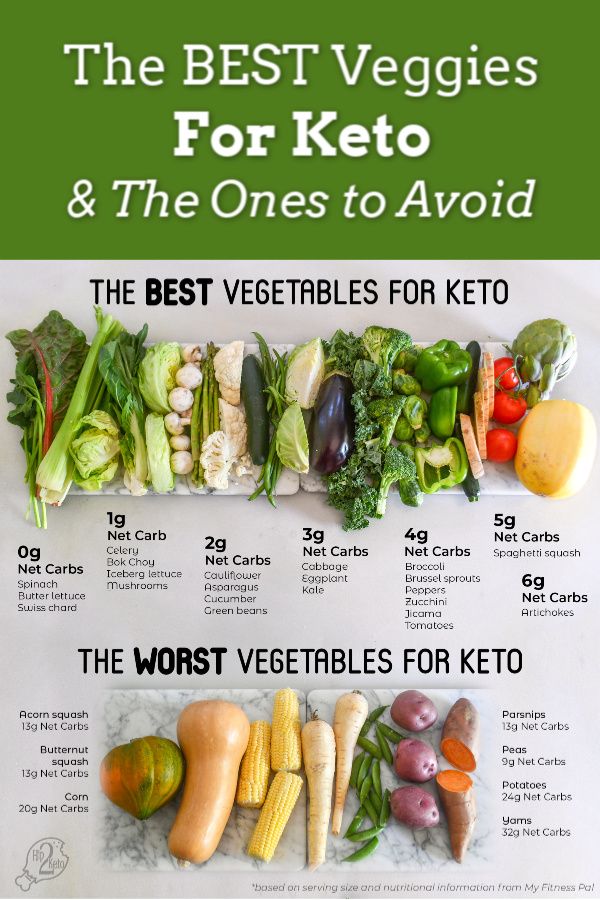 The BEST Veggies
For Keto
& The Ones to Avoid
THE BEST VEGETABLES FOR KETO
0g
Net Carbs
Spinach
Butter lettuce
Swiss chard
1g
Net Carb
Celery
Bok Choy
Iceberg lettuce
Mushrooms
2g
Net Carbs
Cauliflower
Asparagus
Cucumber
Green beans
3g
Net Carbs
Cabbage
Eggplant
Kale
4g
Net Carbs
Broccoli
Brussel sprouts
Peppers
Zucchini
Jicama
Tomatoes
5g
Net Carbs
Spaghetti squash
6g
Net Carbs
Artichokes
THE WORST VEGETABLES FOR KETO
Acorn squash
13g Net Carbs
Butternut
squash
13g Net Carbs
Corn
20g Net Carbs
Parsnips
13g Net Carbs
Peas
9g Net Carbs
Potatoes
24g Net Carbs
Yams
32g Net Carbs
Hip
2
Keto
*based on serving size and nutritional information from My Fitness Pal